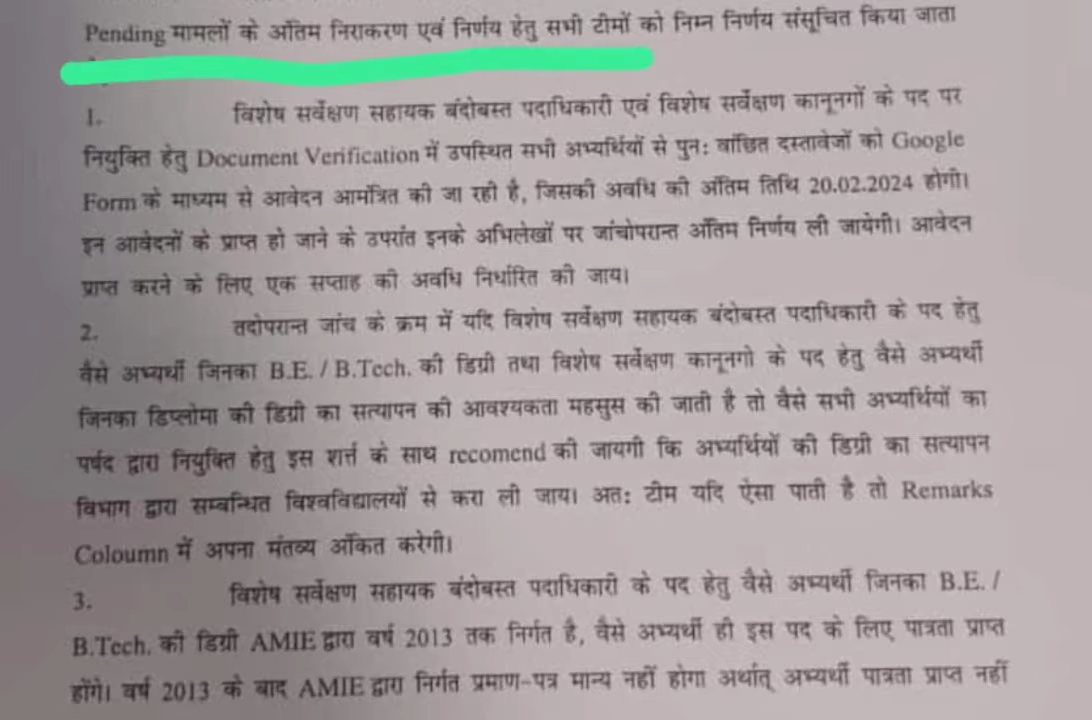 Pending मामलों के अंतिम निराकरण एवं निर्णय हेतु सभी टीमों को निम्न निर्णय संसूचित किया जाता
1. विशेष सर्वेक्षण सहायक बंदोबस्त पदाधिकारी एवं विशेष सर्वेक्षण कानूनगों के पद पर
नियुक्ति हेतु Document Verification में उपस्थित सभी अभ्यर्थियों से पुन: वांछित दस्तावेजों को Google
Form के माध्यम से आवेदन आमंत्रित की जा रही है, जिसकी अवधि की अंतिम तिथि 20.02.2024 होगी।
इन आवेदनों के प्राप्त हो जाने के उपरांत इनके अभिलेखों पर जांचोपरान्त अंतिम निर्णय ली जायेगी। आवेदन
प्राप्त करने के लिए एक सप्ताह की अवधि निर्धारित की जाय।
2. तदोपरान्त जांच के क्रम में यदि विशेष सर्वेक्षण सहायक बंदोबस्त पदाधिकारी के पद हेतु
वैसे अभ्यर्थी जिनका B.E. / B.Tech. की डिग्री तथा विशेष सर्वेक्षण कानूनगो के पद हेतु वैसे अभ्यर्थी
जिनका डिप्लोमा की डिग्री का सत्यापन की आवश्यकता महसुस की जाती है तो वैसे सभी अभ्यर्थियों का
पर्षद द्वारा नियुक्ति हेतु इस शर्त्त के साथ recomend की जायगी कि अभ्यर्थियों की डिग्री का सत्यापन
विभाग द्वारा सम्बन्धित विश्वविद्यालयों से करा ली जाय। अत: टीम यदि ऐसा पाती है तो Remarks
Coloumn में अपना मंतव्य अंकित करेगी।
3. विशेष सर्वेक्षण सहायक बंदोबस्त पदाधिकारी के पद हेतु वैसे अभ्यर्थी जिनका B.E. /
B.Tech. की डिग्री AMIE द्वारा वर्ष 2013 तक निर्गत है, वैसे अभ्यर्थी ही इस पद के लिए पात्रता प्राप्त
होंगे। वर्ष 2013 के बाद AMIE द्वारा निर्गत प्रमाण-पत्र मान्य नहीं होगा अर्थात् अभ्यर्थी पात्रता प्राप्त नहीं